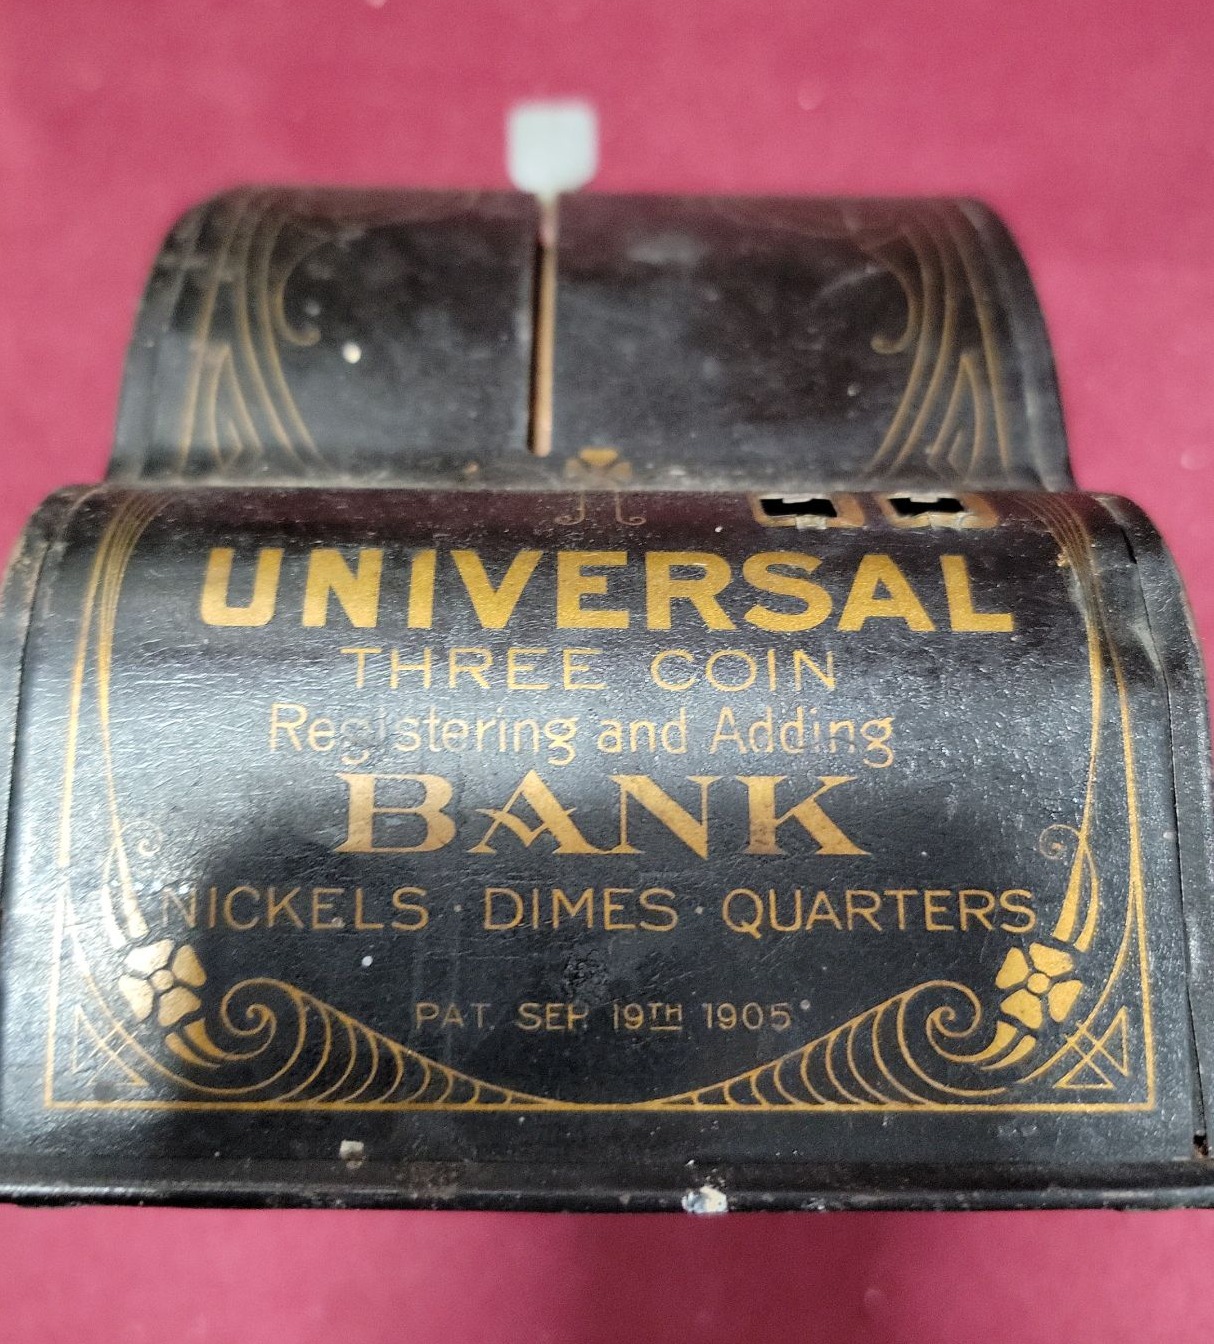 UNIVERSAL
THREE COIN
Registering and Adding
BANK
NICKELS · DIMES · QUARTERS
PAT. SEP. 19TH 1905